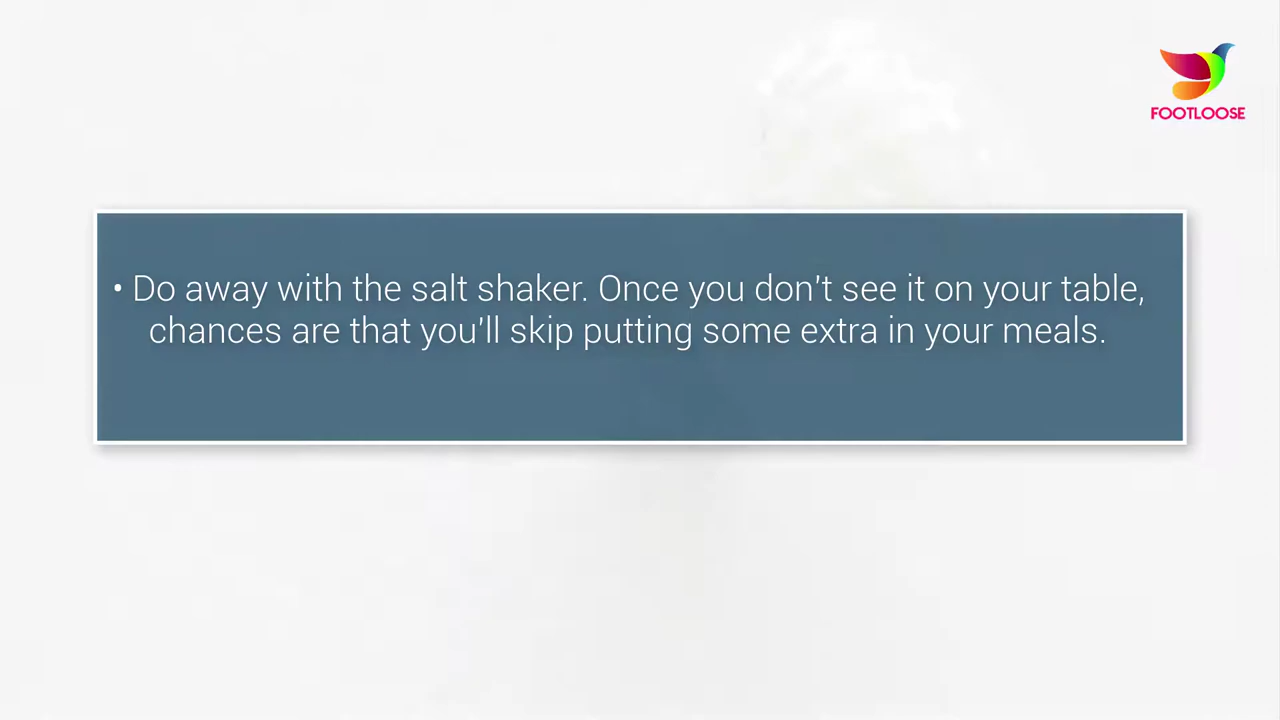 FOOTLOOSE
• Do away with the salt shaker. Once you don't see it on your table,
chances are that you'll skip putting some extra in your meals.